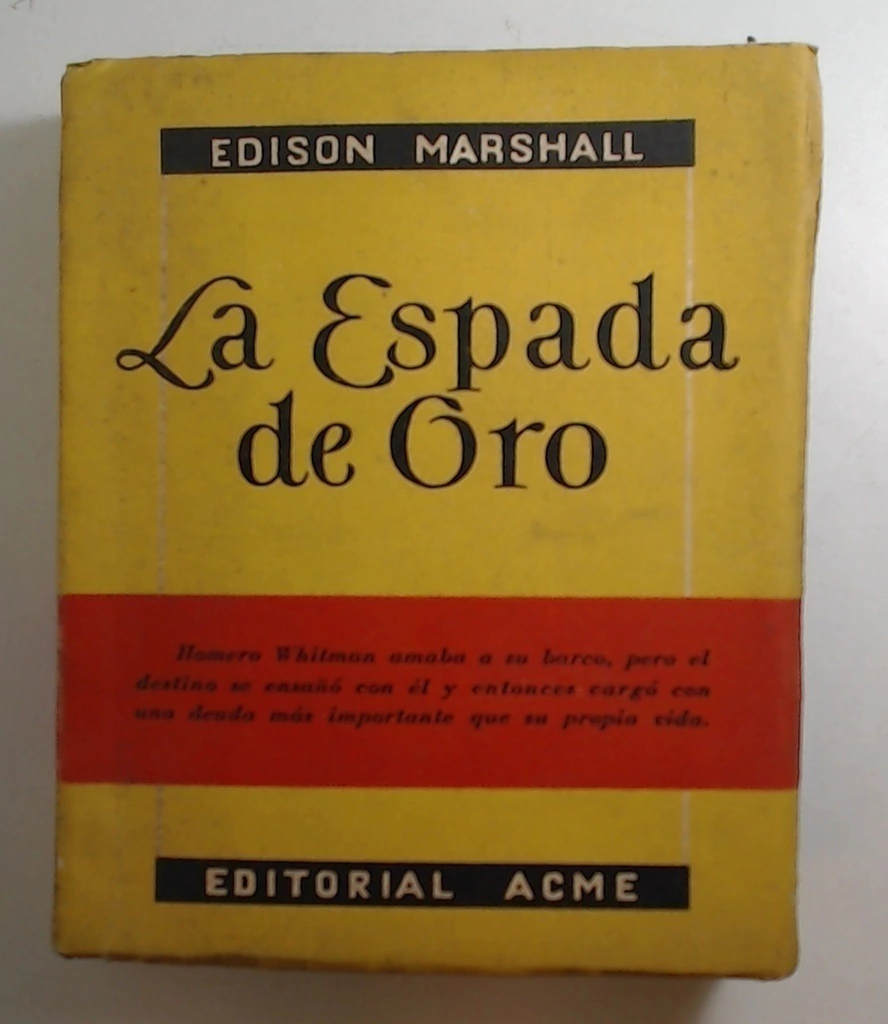 EDISON MARSHALL
La Espada
de Oro
Homero Whitman amaba a su barco, pero el
destino se ensañó con él y entonces cargó con
una deuda más importante que su propia vida.
EDITORIAL ACME